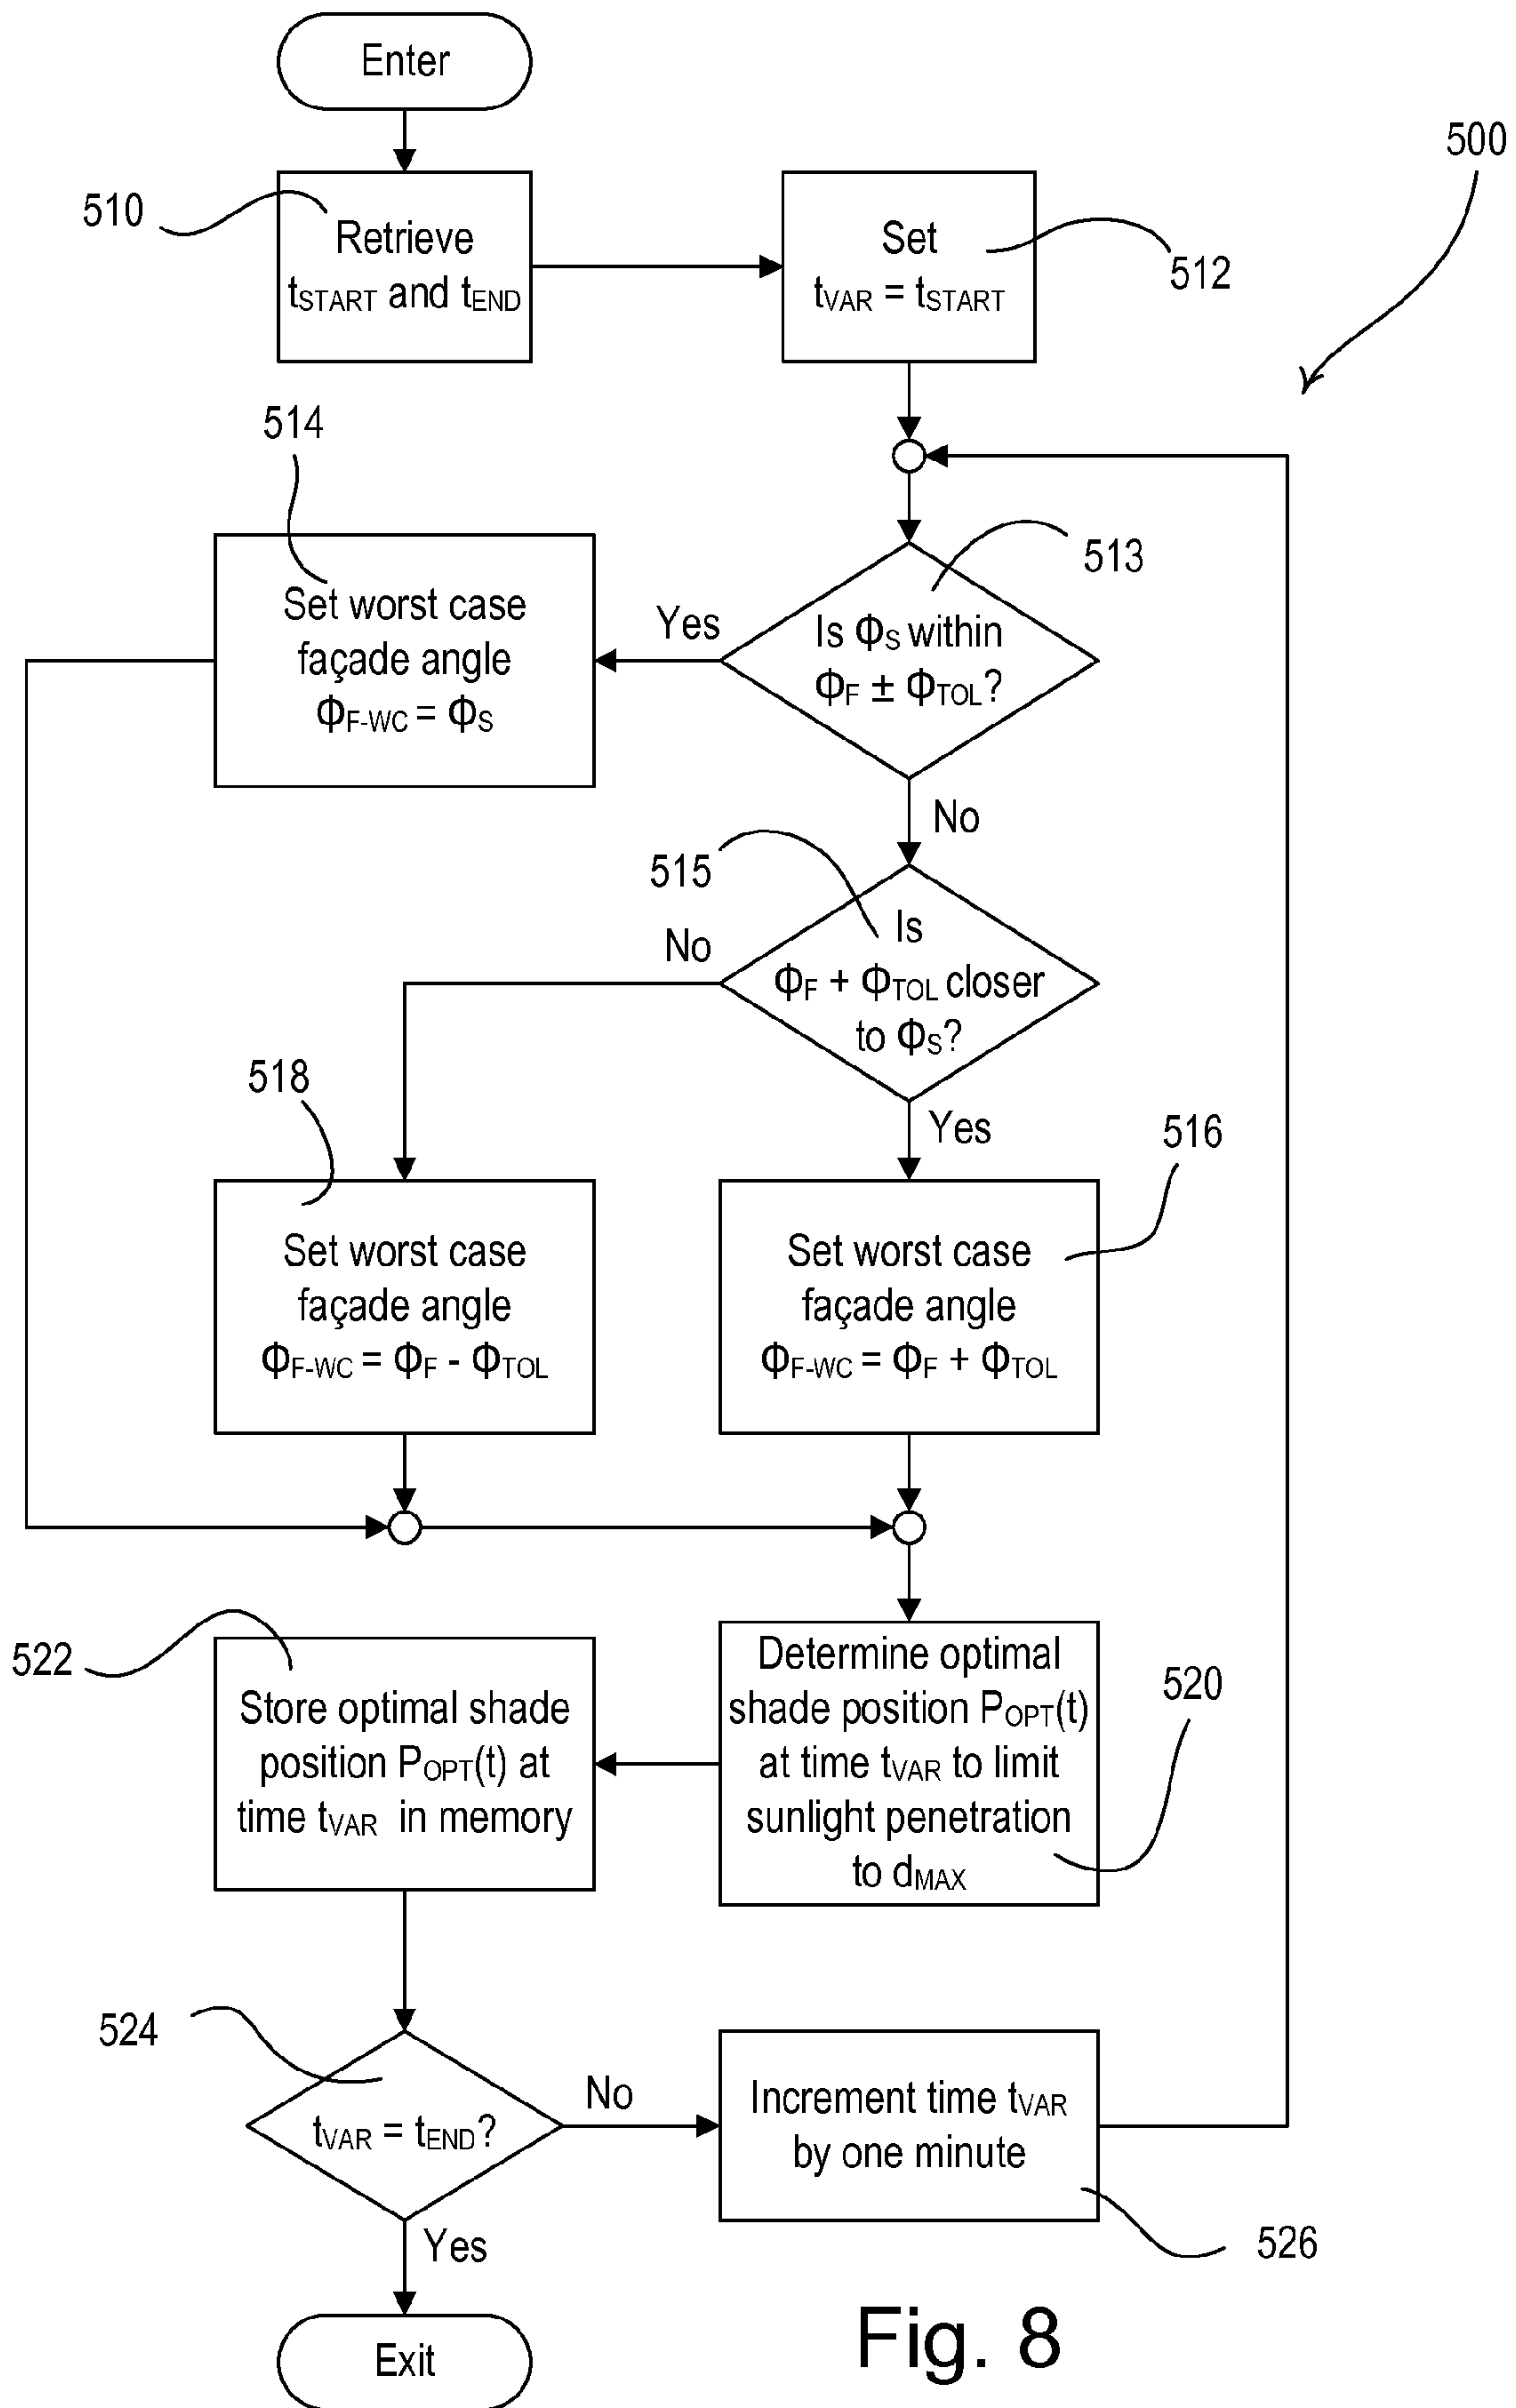 Enter
500
510
Retrieve
tSTART and tEND
Set
tVAR = tSTART
512
514
513
Set worst case
façade angle
ΦF-WC = ΦS
Yes
Is ΦS within
ΦF ± ΦTOL?
No
515
No
Is
ΦF + ΦTOL closer
to ΦS?
518
Yes
516
Set worst case
façade angle
ΦF-WC = ΦF - ΦTOL
Set worst case
façade angle
ΦF-WC = ΦF + ΦTOL
522
Store optimal shade
position POPT(t) at
time tVAR in memory
Determine optimal
shade position POPT(t)
at time tVAR to limit
sunlight penetration
to dMAX
520
524
tVAR = tEND?
No
Increment time tVAR
by one minute
526
Yes
Exit
Fig. 8